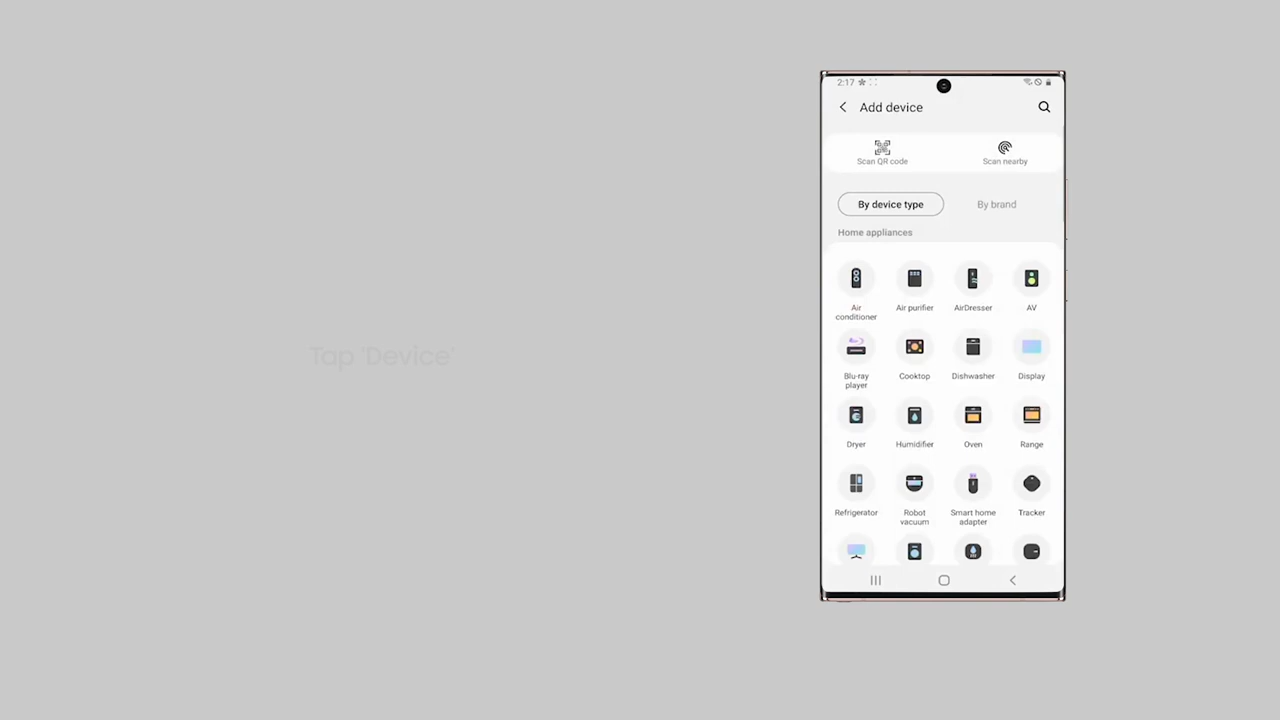 2:17
Add device
Scan QR code
Scan nearby
By device type
By brand
Home appliances
Air conditioner
Air purifier
AirDresser
AV
Blu-ray player
Cooktop
Dishwasher
Display
Dryer
Humidifier
Oven
Range
Refrigerator
Robot vacuum
Smart home adapter
Tracker
Tap 'Device'